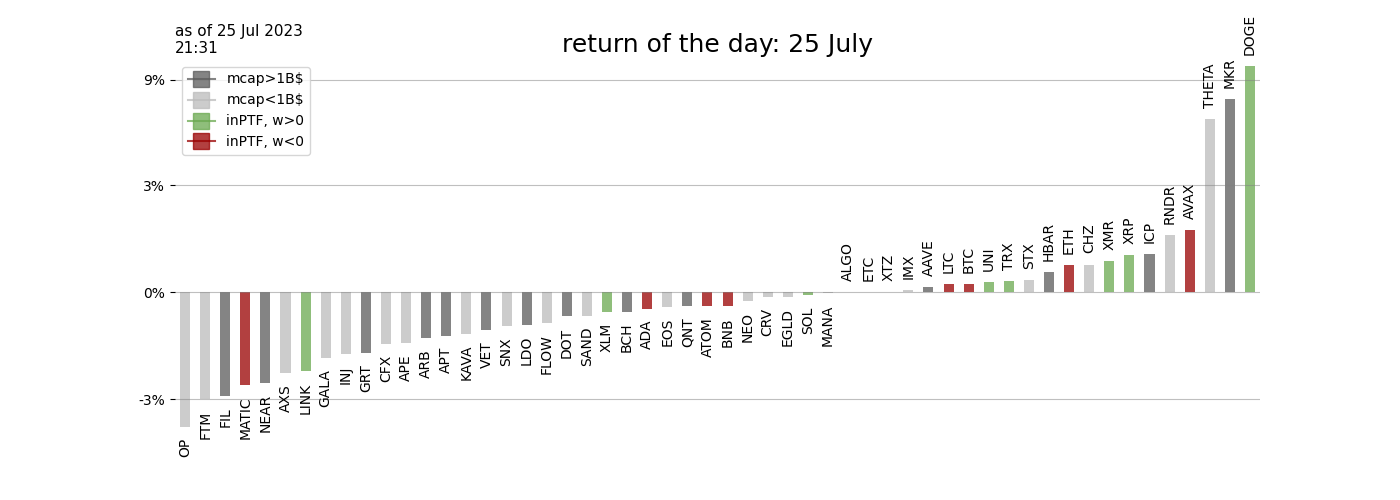 as of 25 Jul 2023
21:31
return of the day: 25 July
mcap>1B$
mcap<1B$
inPTF, w>0
inPTF, w<0
9%
3%
0%
-3%
OP
FTM
FIL
MATIC
NEAR
AXS
LINK
GALA
INJ
GRT
CFX
APE
ARB
APT
KAVA
VET
SNX
LDO
FLOW
DOT
SAND
XLM
BCH
ADA
EOS
QNT
ATOM
BNB
NEO
CRV
EGLD
SOL
MANA
ALGO
ETC
XTZ
IMX
AAVE
LTC
BTC
UNI
TRX
STX
HBAR
ETH
CHZ
XMR
XRP
ICP
RNDR
AVAX
THETA
MKR
DOGE